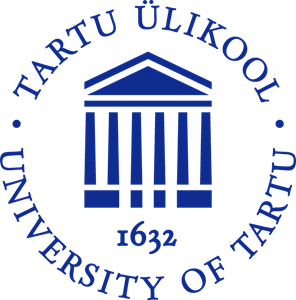 TARTU ÜLIKOOL
1632
• UNIVERSITY OF TARTU •